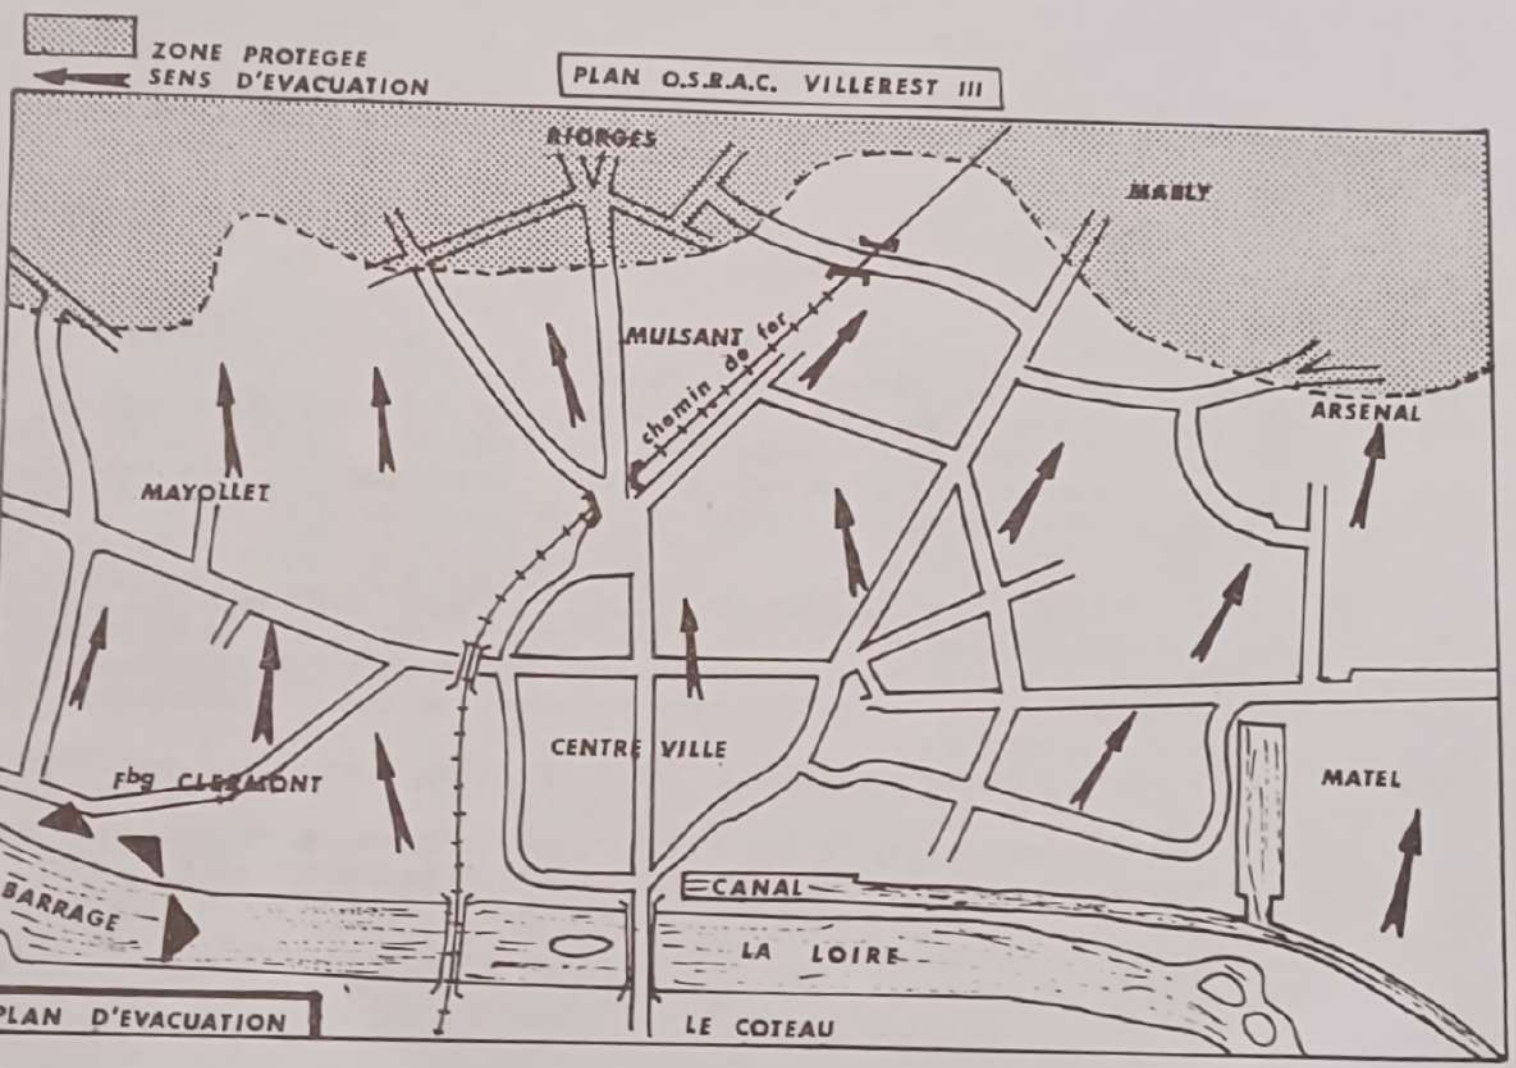 ZONE PROTEGEE
SENS D'EVACUATION
PLAN O.S.R.A.C. VILLEREST III
RIORGES
MABLY
MULSANT
chemin de fer
ARSENAL
MAYOLLET
CENTRE VILLE
Fbg CLERMONT
MATEL
CANAL
BARRAGE
LA LOIRE
PLAN D'EVACUATION
LE COTEAU